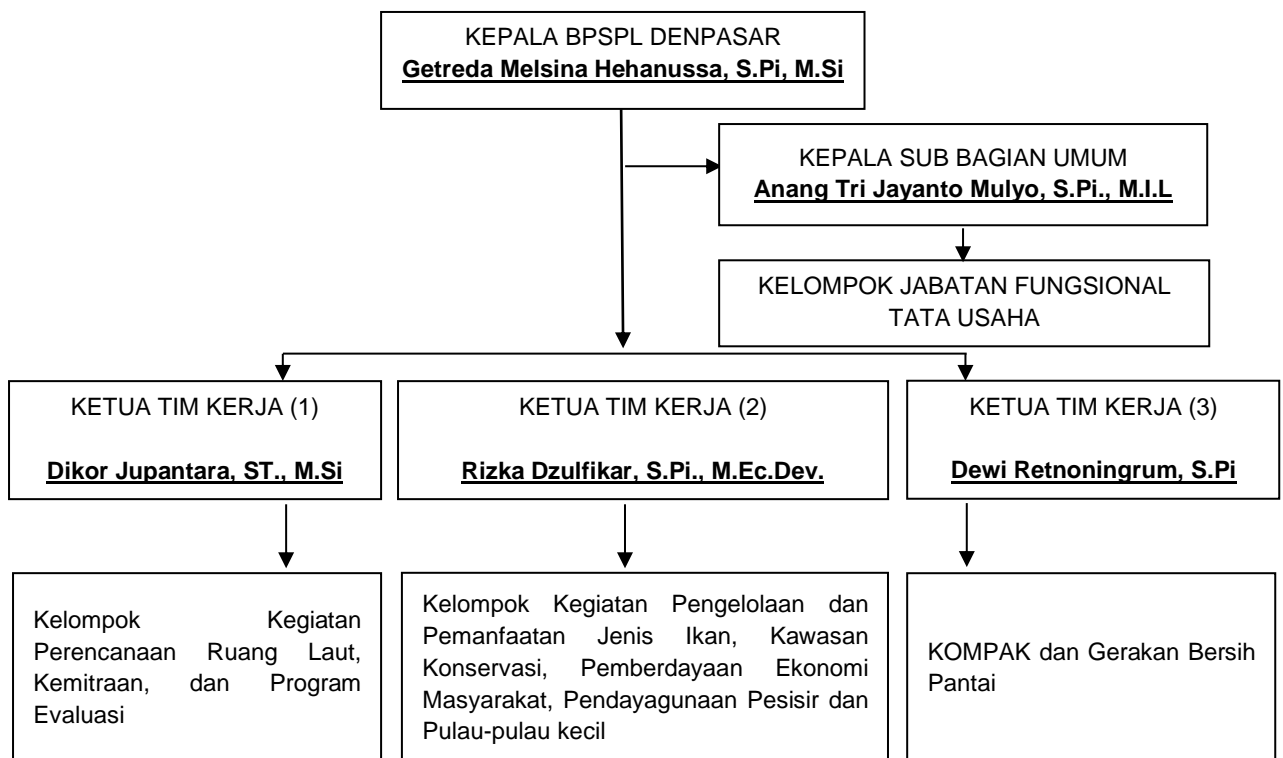 KEPALA BPSPL DENPASAR
Getreda Melsina Hehanussa, S.Pi, M.Si
KEPALA SUB BAGIAN UMUM
Anang Tri Jayanto Mulyo, S.Pi., M.I.L
KELOMPOK JABATAN FUNGSIONAL
TATA USAHA
KETUA TIM KERJA (1)
Dikor Jupantara, ST., M.Si
KETUA TIM KERJA (2)
Rizka Dzulfikar, S.Pi., M.Ec.Dev.
KETUA TIM KERJA (3)
Dewi Retnoningrum, S.Pi
Kelompok Kegiatan
Perencanaan Ruang Laut,
Kemitraan, dan Program
Evaluasi
Kelompok Kegiatan Pengelolaan dan
Pemanfaatan Jenis Ikan, Kawasan
Konservasi, Pemberdayaan Ekonomi
Masyarakat, Pendayagunaan Pesisir dan
Pulau-pulau kecil
KOMPAK dan Gerakan Bersih
Pantai